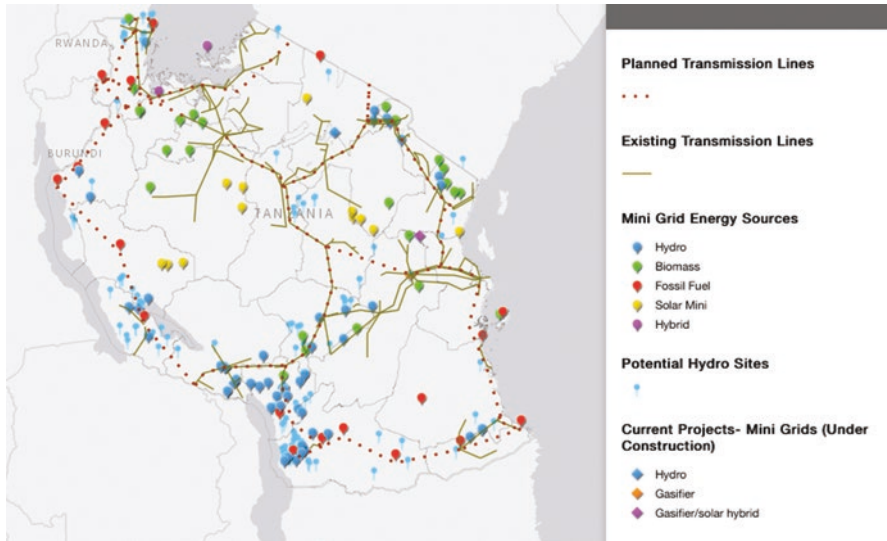 RWANDA
BURUNDI
TANZANIA
Planned Transmission Lines
Existing Transmission Lines
Mini Grid Energy Sources
Hydro
Biomass
Fossil Fuel
Solar Mini
Hybrid
Potential Hydro Sites
Current Projects- Mini Grids (Under
Construction)
Hydro
Gasifier
Gasifier/solar hybrid